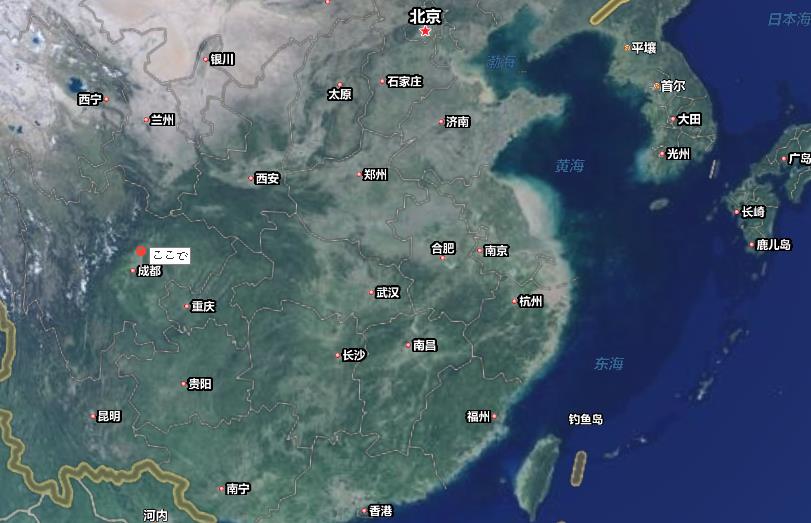 北京
日本海
平壤
银川
渤海
石家庄
首尔
太原
西宁
兰州
济南
大田
光州
广岛
黄海
西安
郑州
长崎
合肥
南京
鹿儿岛
ここで
成都
武汉
杭州
重庆
南昌
长沙
东海
贵阳
昆明
福州
钓鱼岛
南宁
香港
河内